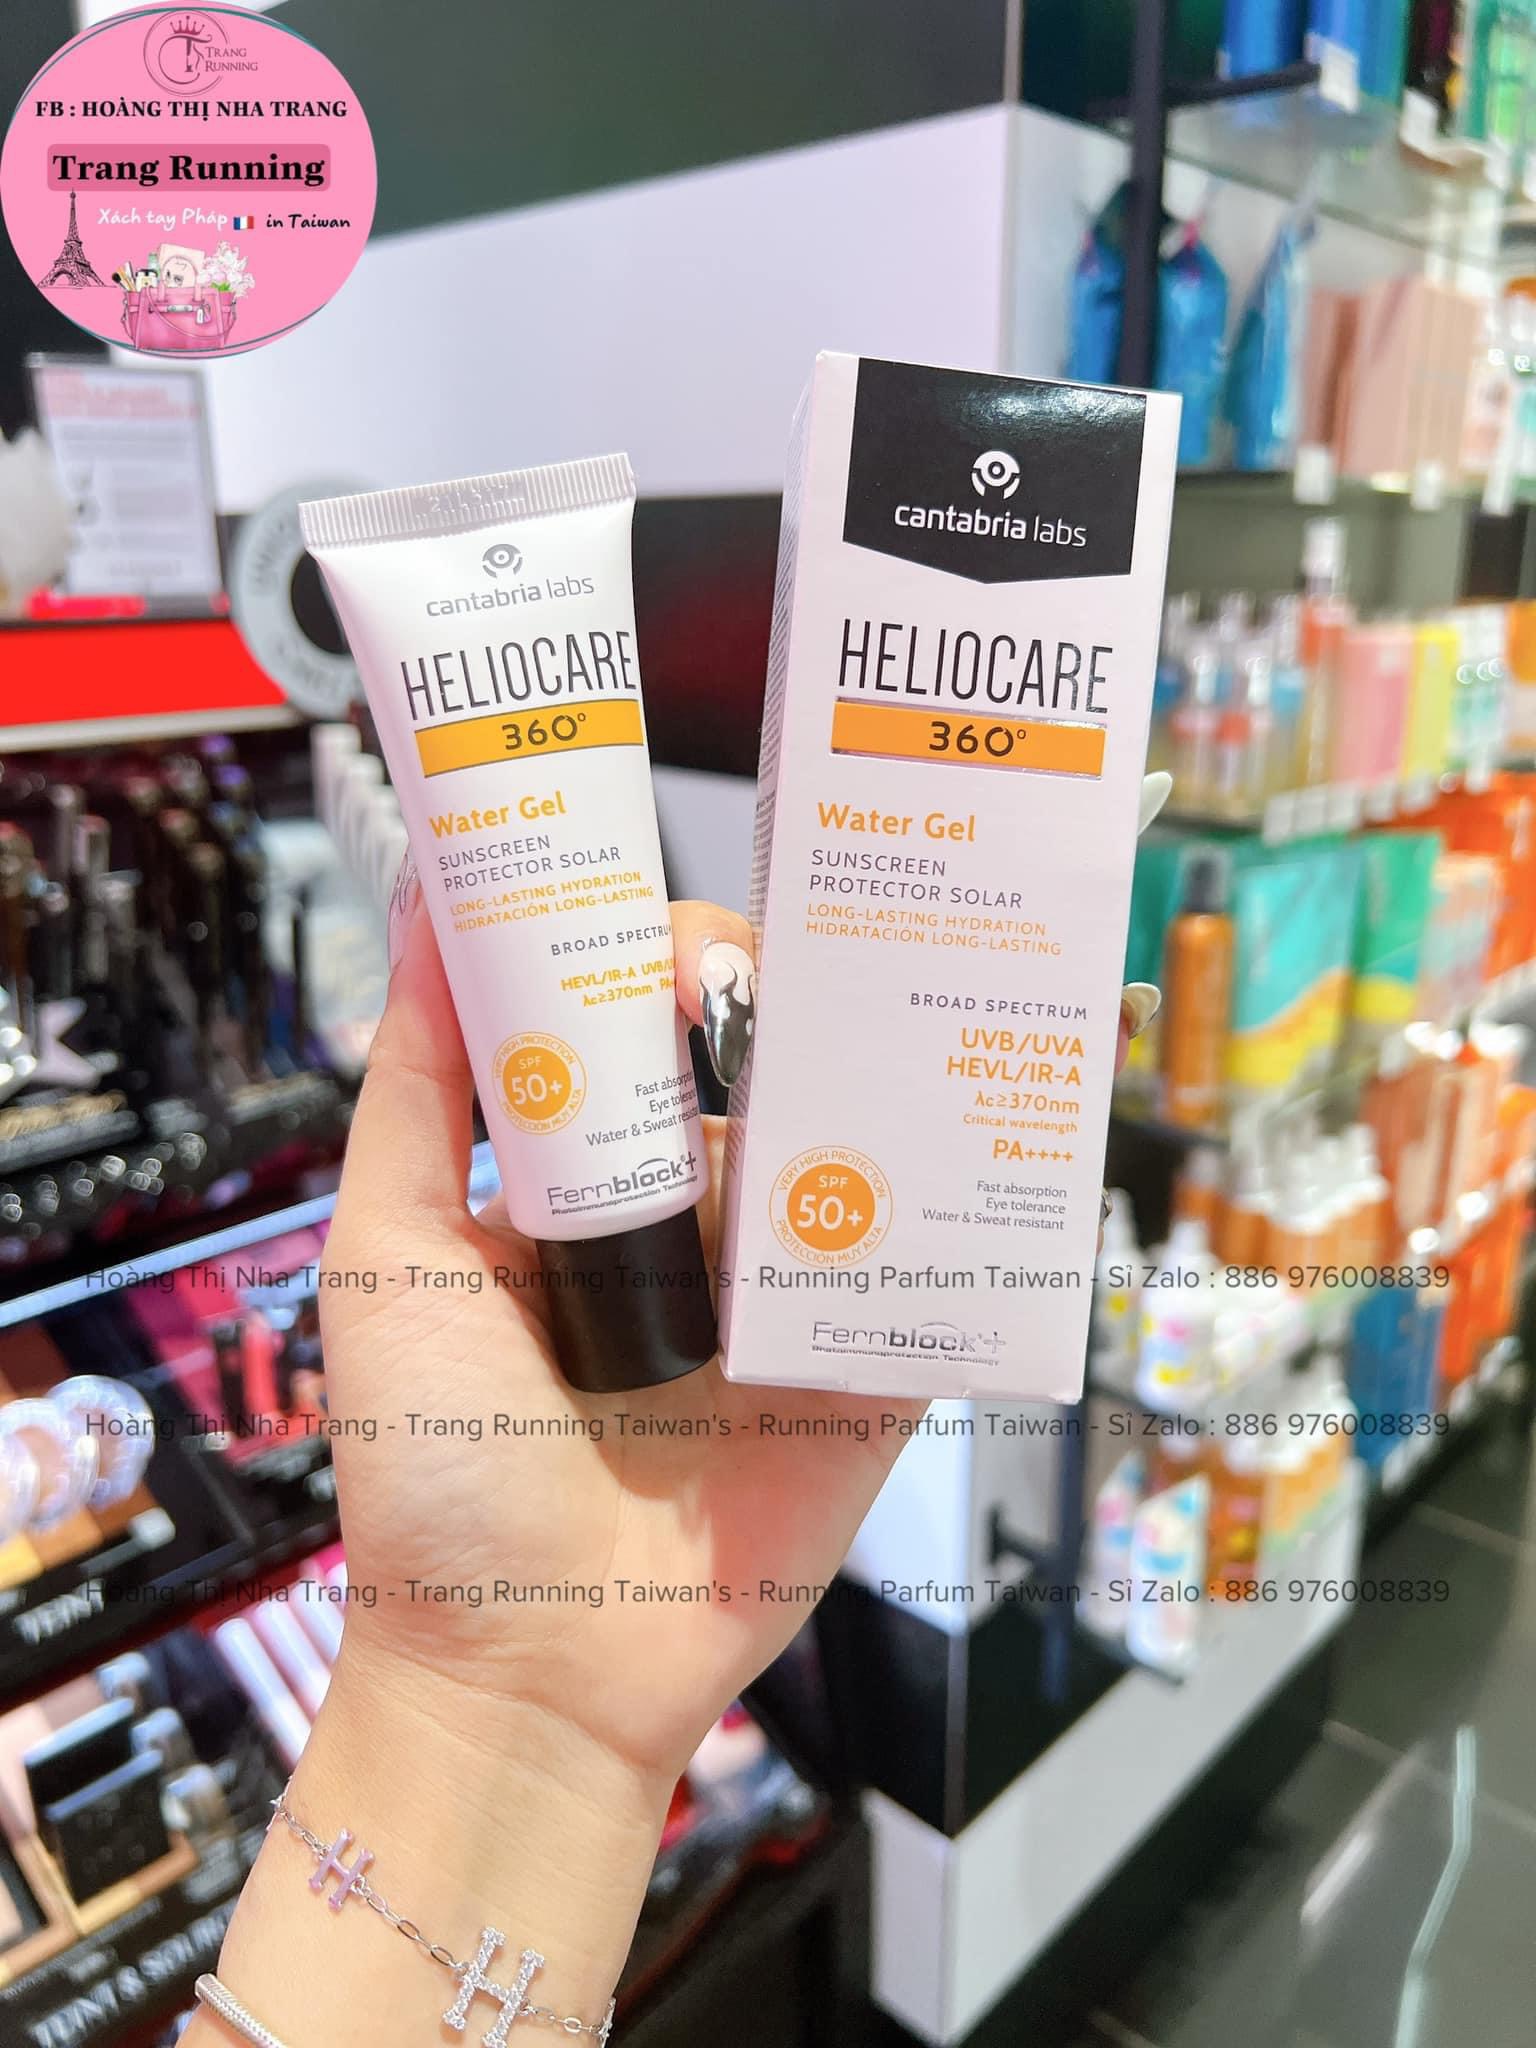 TRANG
RUNNING
FB : HOÀNG THỊ NHA TRANG
Trang Running
Xách tay Pháp 🇫🇷 in Taiwan
cantabria labs
HELIOCARE
360°
Water Gel
SUNSCREEN
PROTECTOR SOLAR
LONG-LASTING HYDRATION
HIDRATACIÓN LONG-LASTING
BROAD SPECTRUM
HEVL/IR-A UVB/
λc≥370nm PA+
VERY HIGH PROTECTION
SPF
50+
PROTECCIÓN MUY ALTA
Fast absorption
Eye toleran
Water & Sweat resistan
Fernblock®+
Photoimmunoprotection Technology
cantabria labs
HELIOCARE
360°
Water Gel
SUNSCREEN
PROTECTOR SOLAR
LONG-LASTING HYDRATION
HIDRATACIÓN LONG-LASTING
BROAD SPECTRUM
UVB/UVA
HEVL/IR-A
λc≥370nm
Critical wavelength
PA++++
VERY HIGH PROTECTION
SPF
50+
PROTECCIÓN MUY ALTA
Fast absorption
Eye tolerance
Water & Sweat resistant
Fernblock®+
Photoimmunoprotection Technology
Hoàng Thị Nha Trang - Trang Running Taiwan's - Running Parfum Taiwan - Sỉ Zalo : 886 976008839
Hoàng Thị Nha Trang - Trang Running Taiwan's - Running Parfum Taiwan - Sỉ Zalo : 886 976008839
Hoàng Thị Nha Trang - Trang Running Taiwan's - Running Parfum Taiwan - Sỉ Zalo : 886 976008839
H
H